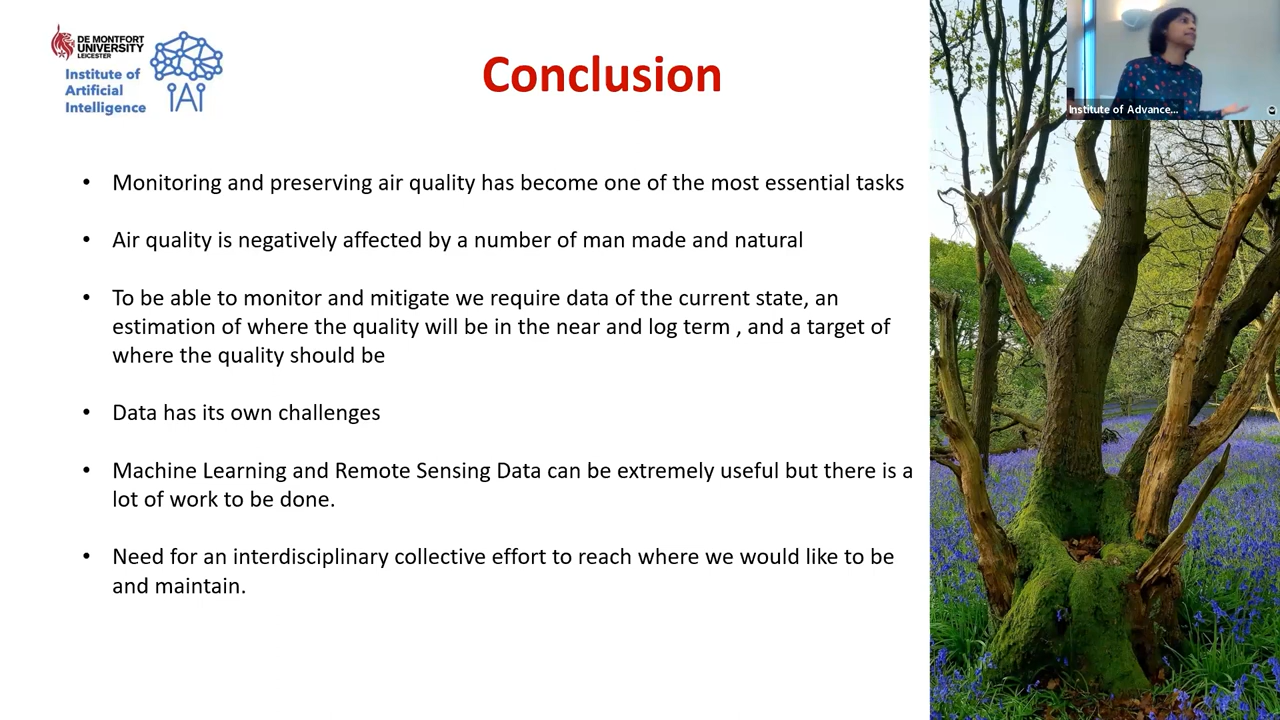 DE MONTFORT
UNIVERSITY
LEICESTER
Institute of
Artificial
Intelligence
IAI
Conclusion
Institute of Advance...
• Monitoring and preserving air quality has become one of the most essential tasks
• Air quality is negatively affected by a number of man made and natural
• To be able to monitor and mitigate we require data of the current state, an
estimation of where the quality will be in the near and log term , and a target of
where the quality should be
• Data has its own challenges
• Machine Learning and Remote Sensing Data can be extremely useful but there is a
lot of work to be done.
• Need for an interdisciplinary collective effort to reach where we would like to be
and maintain.